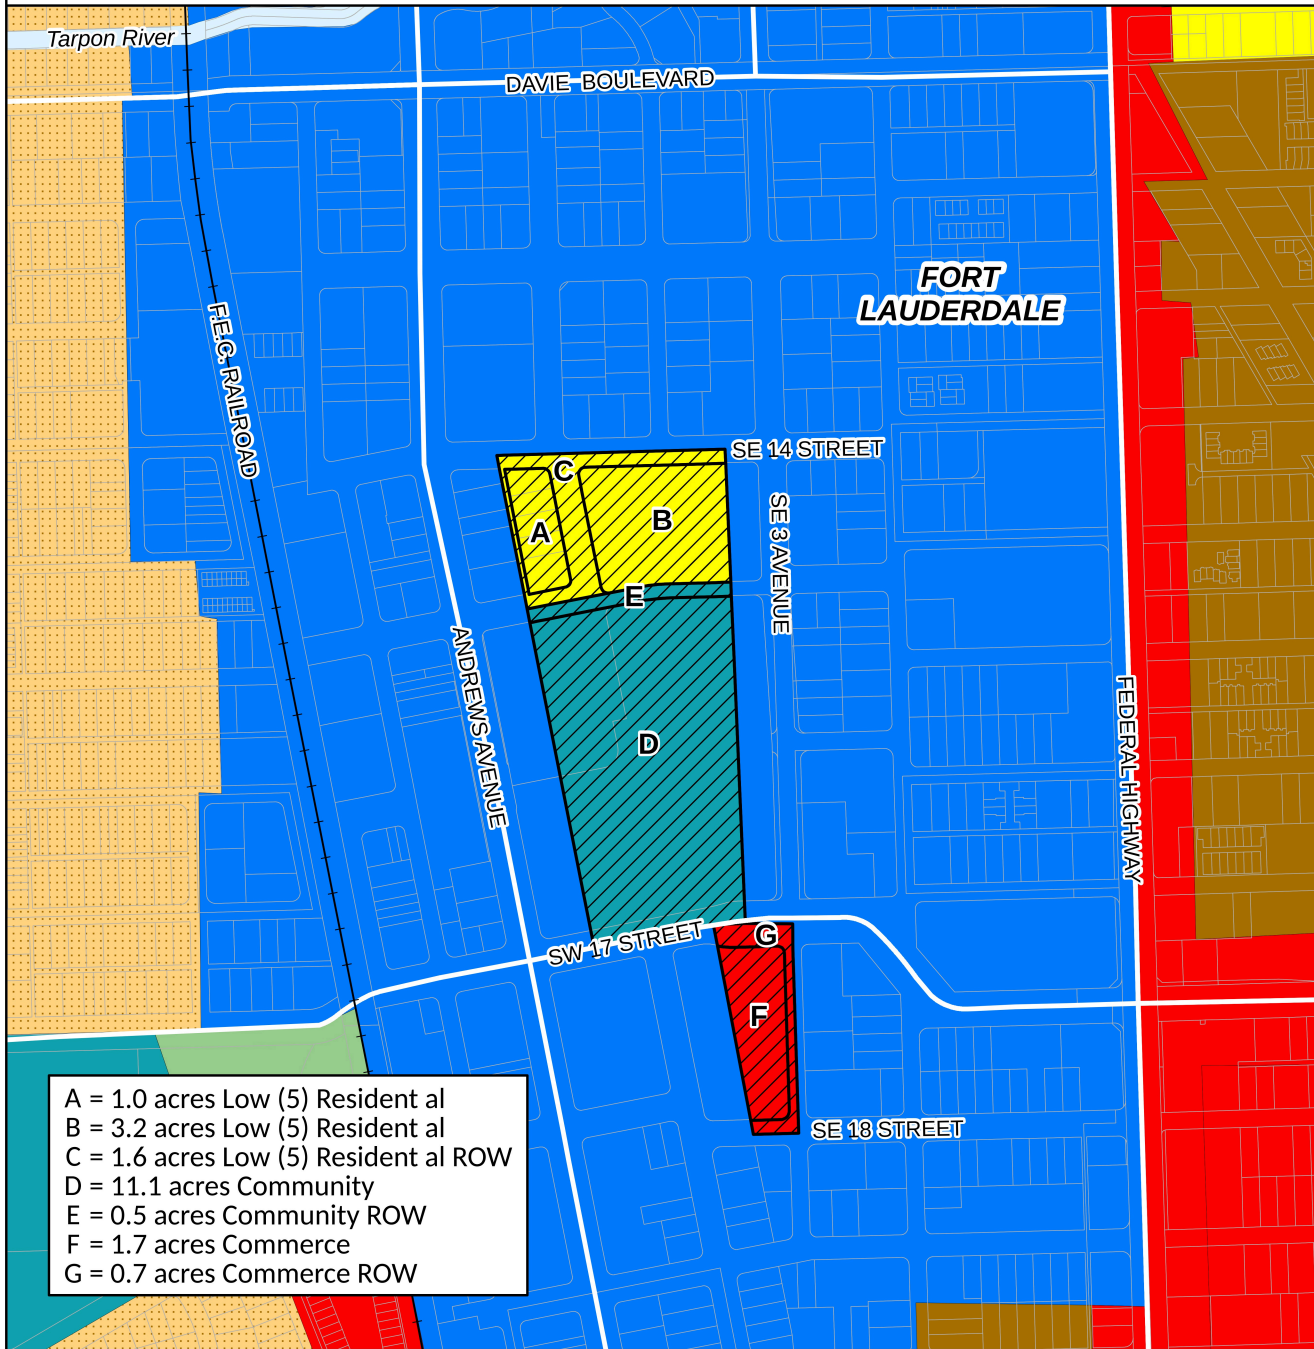 Tarpon River
DAVIE BOULEVARD
FORT
LAUDERDALE
F.E.C. RAILROAD
SE 14 STREET
C
A
B
SE 3 AVENUE
E
ANDREWS AVENUE
FEDERAL HIGHWAY
D
SW 17 STREET
G
F
SE 18 STREET
A = 1.0 acres Low (5) Resident al
B = 3.2 acres Low (5) Resident al
C = 1.6 acres Low (5) Resident al ROW
D = 11.1 acres Community
E = 0.5 acres Community ROW
F = 1.7 acres Commerce
G = 0.7 acres Commerce ROW